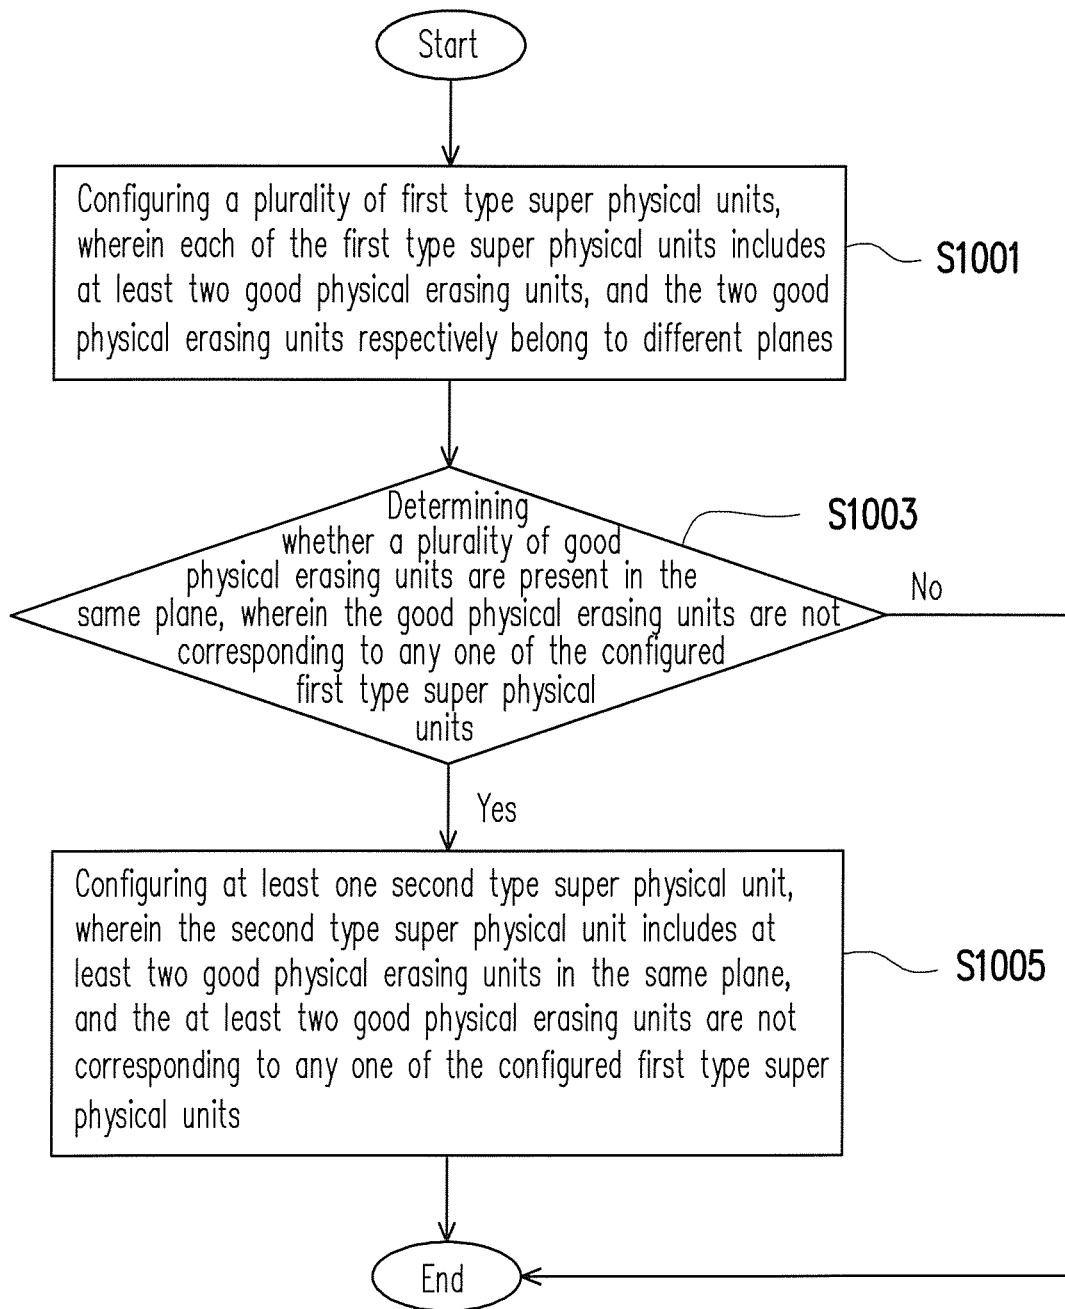 Start
Configuring a plurality of first type super physical units,
wherein each of the first type super physical units includes
at least two good physical erasing units, and the two good
physical erasing units respectively belong to different planes
S1001
Determining
whether a plurality of good
physical erasing units are present in the
same plane, wherein the good physical erasing units are not
corresponding to any one of the configured
first type super physical
units
S1003
No
Yes
Configuring at least one second type super physical unit,
wherein the second type super physical unit includes at
least two good physical erasing units in the same plane,
and the at least two good physical erasing units are not
corresponding to any one of the configured first type super
physical units
S1005
End